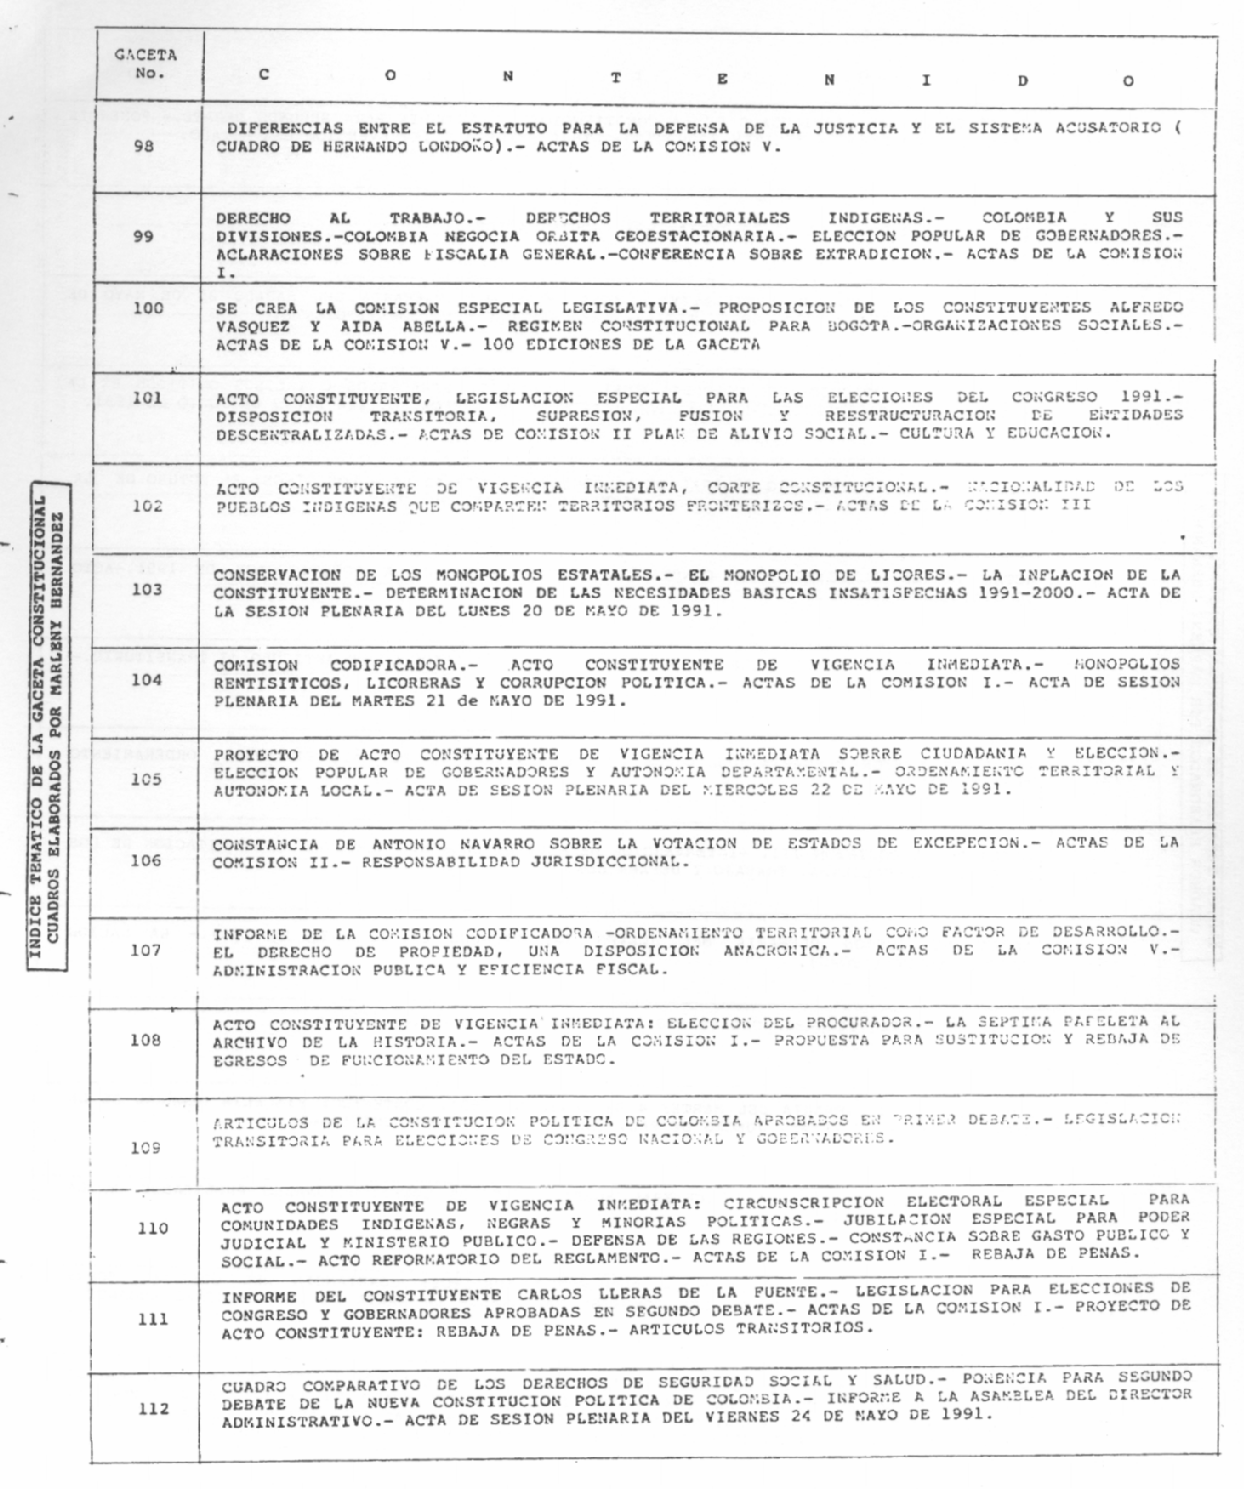 GACETA
No.
C O N T E N I D O
98
DIFERENCIAS ENTRE EL ESTATUTO PARA LA DEFENSA DE LA JUSTICIA Y EL SISTEMA ACUSATORIO (
CUADRO DE HERNANDO LONDOÑO).- ACTAS DE LA COMISION V.
99
DERECHO AL TRABAJO.- DERECHOS TERRITORIALES INDIGENAS.- COLOMBIA Y SUS
DIVISIONES.-COLOMBIA NEGOCIA ORBITA GEOESTACIONARIA.- ELECCION POPULAR DE GOBERNADORES.-
ACLARACIONES SOBRE FISCALIA GENERAL.-CONFERENCIA SOBRE EXTRADICION.- ACTAS DE LA COMISION
I.
100
SE CREA LA COMISION ESPECIAL LEGISLATIVA.- PROPOSICION DE LOS CONSTITUYENTES ALFREDO
VASQUEZ Y AIDA ABELLA.- REGIMEN CONSTITUCIONAL PARA BOGOTA.-ORGANIZACIONES SOCIALES.-
ACTAS DE LA COMISION V.- 100 EDICIONES DE LA GACETA
101
ACTO CONSTITUYENTE, LEGISLACION ESPECIAL PARA LAS ELECCIONES DEL CONGRESO 1991.-
DISPOSICION TRANSITORIA, SUPRESION, FUSION Y REESTRUCTURACION DE ENTIDADES
DESCENTRALIZADAS.- ACTAS DE COMISION II PLAN DE ALIVIO SOCIAL.- CULTURA Y EDUCACION.
102
ACTO CONSTITUYENTE DE VIGENCIA INMEDIATA, CORTE CONSTITUCIONAL.- NACIONALIDAD DE LOS
PUEBLOS INDIGENAS QUE COMPARTEN TERRITORIOS FRONTERIZOS.- ACTAS DE LA COMISION III
103
CONSERVACION DE LOS MONOPOLIOS ESTATALES.- EL MONOPOLIO DE LICORES.- LA INFLACION DE LA
CONSTITUYENTE.- DETERMINACION DE LAS NECESIDADES BASICAS INSATISFECHAS 1991-2000.- ACTA DE
LA SESION PLENARIA DEL LUNES 20 DE MAYO DE 1991.
104
COMISION CODIFICADORA.- ACTO CONSTITUYENTE DE VIGENCIA INMEDIATA.- MONOPOLIOS
RENTISITICOS, LICORERAS Y CORRUPCION POLITICA.- ACTAS DE LA COMISION I.- ACTA DE SESION
PLENARIA DEL MARTES 21 de MAYO DE 1991.
105
PROYECTO DE ACTO CONSTITUYENTE DE VIGENCIA INMEDIATA SOBRRE CIUDADANIA Y ELECCION.-
ELECCION POPULAR DE GOBERNADORES Y AUTONOMIA DEPARTAMENTAL.- ORDENAMIENTO TERRITORIAL Y
AUTONOMIA LOCAL.- ACTA DE SESION PLENARIA DEL MIERCOLES 22 DE MAYO DE 1991.
106
CONSTANCIA DE ANTONIO NAVARRO SOBRE LA VOTACION DE ESTADOS DE EXCEPECION.- ACTAS DE LA
COMISION II.- RESPONSABILIDAD JURISDICCIONAL.
107
INFORME DE LA COMISION CODIFICADORA -ORDENAMIENTO TERRITORIAL COMO FACTOR DE DESARROLLO.-
EL DERECHO DE PROPIEDAD, UNA DISPOSICION ANACRONICA.- ACTAS DE LA COMISION V.-
ADMINISTRACION PUBLICA Y EFICIENCIA FISCAL.
108
ACTO CONSTITUYENTE DE VIGENCIA INMEDIATA: ELECCION DEL PROCURADOR.- LA SEPTIMA PAPELETA AL
ARCHIVO DE LA HISTORIA.- ACTAS DE LA COMISION I.- PROPUESTA PARA SUSTITUCION Y REBAJA DE
EGRESOS DE FUNCIONAMIENTO DEL ESTADO.
109
ARTICULOS DE LA CONSTITUCION POLITICA DE COLOMBIA APROBADOS EN PRIMER DEBATE.- LEGISLACION
TRANSITORIA PARA ELECCIONES DE CONGRESO NACIONAL Y GOBERNADORES.
110
ACTO CONSTITUYENTE DE VIGENCIA INMEDIATA: CIRCUNSCRIPCION ELECTORAL ESPECIAL PARA
COMUNIDADES INDIGENAS, NEGRAS Y MINORIAS POLITICAS.- JUBILACION ESPECIAL PARA PODER
JUDICIAL Y MINISTERIO PUBLICO.- DEFENSA DE LAS REGIONES.- CONSTANCIA SOBRE GASTO PUBLICO Y
SOCIAL.- ACTO REFORMATORIO DEL REGLAMENTO.- ACTAS DE LA COMISION I.- REBAJA DE PENAS.
111
INFORME DEL CONSTITUYENTE CARLOS LLERAS DE LA FUENTE.- LEGISLACION PARA ELECCIONES DE
CONGRESO Y GOBERNADORES APROBADAS EN SEGUNDO DEBATE.- ACTAS DE LA COMISION I.- PROYECTO DE
ACTO CONSTITUYENTE: REBAJA DE PENAS.- ARTICULOS TRANSITORIOS.
112
CUADRO COMPARATIVO DE LOS DERECHOS DE SEGURIDAD SOCIAL Y SALUD.- PONENCIA PARA SEGUNDO
DEBATE DE LA NUEVA CONSTITUCION POLITICA DE COLOMBIA.- INFORME A LA ASAMBLEA DEL DIRECTOR
ADMINISTRATIVO.- ACTA DE SESION PLENARIA DEL VIERNES 24 DE MAYO DE 1991.
INDICE TEMATICO DE LA GACETA CONSTITUCIONAL
CUADROS ELABORADOS POR MARLENY HERNANDEZ